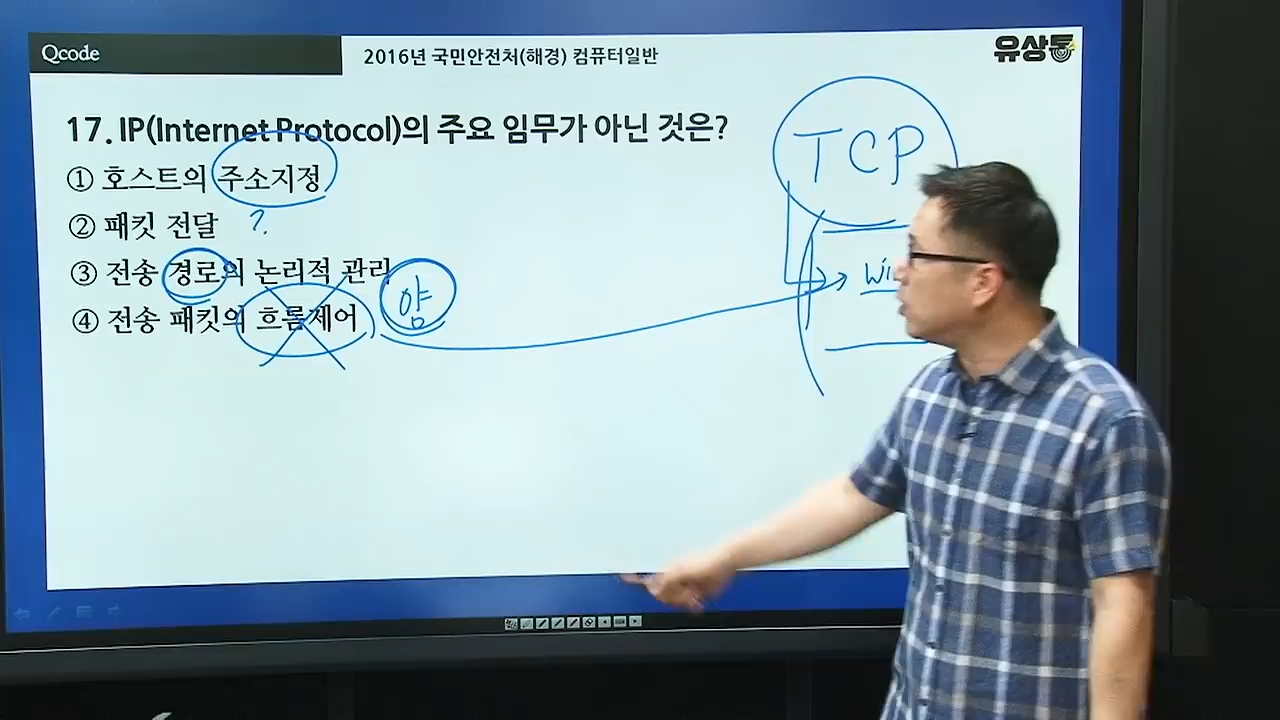 Qcode
2016년 국민안전처(해경) 컴퓨터일반
유상통
17. IP(Internet Protocol)의 주요 임무가 아닌 것은?
① 호스트의 주소지정
② 패킷 전달
?
③ 전송 경로의 논리적 관리
④ 전송 패킷의 흐름제어
양
TCP
Wi